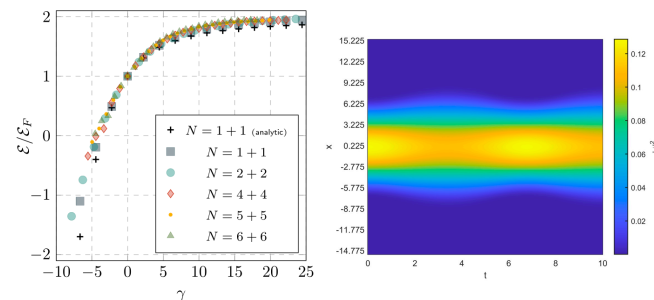 2
1
0
−1
−2
ℰ/ℰF
−10 −5 0 5 10 15 20 25
γ
N = 1 + 1 (analytic)
N = 1 + 1
N = 2 + 2
N = 4 + 4
N = 5 + 5
N = 6 + 6
15.225
12.225
9.225
6.225
3.225
0.225
-2.775
-5.775
-8.775
-11.775
-14.775
x
0 2 4 6 8 10
t
0.12
0.1
0.08
0.06
0.04
0.02